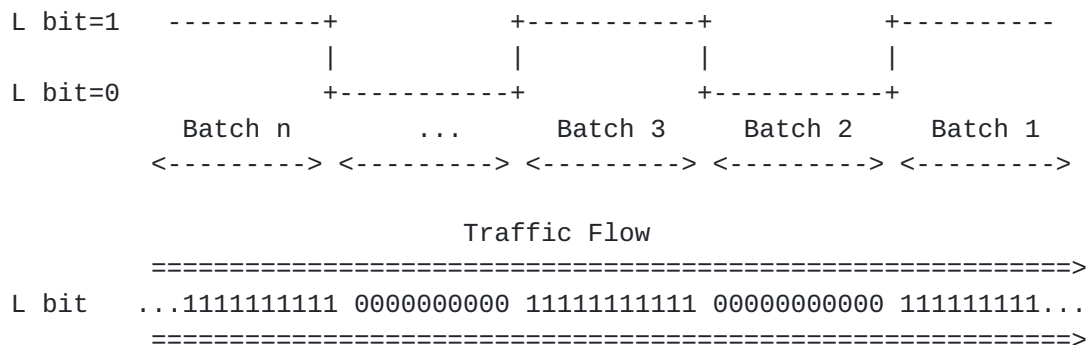 L bit=1   ----------+           +-----------+           +----------
                    |           |           |           |
L bit=0             +-----------+           +-----------+
           Batch n        ...      Batch 3     Batch 2     Batch 1
         <---------> <---------> <---------> <---------> <--------->
                             Traffic Flow
         ===========================================================>
L bit   ...1111111111 0000000000 11111111111 00000000000 111111111...
         ===========================================================>